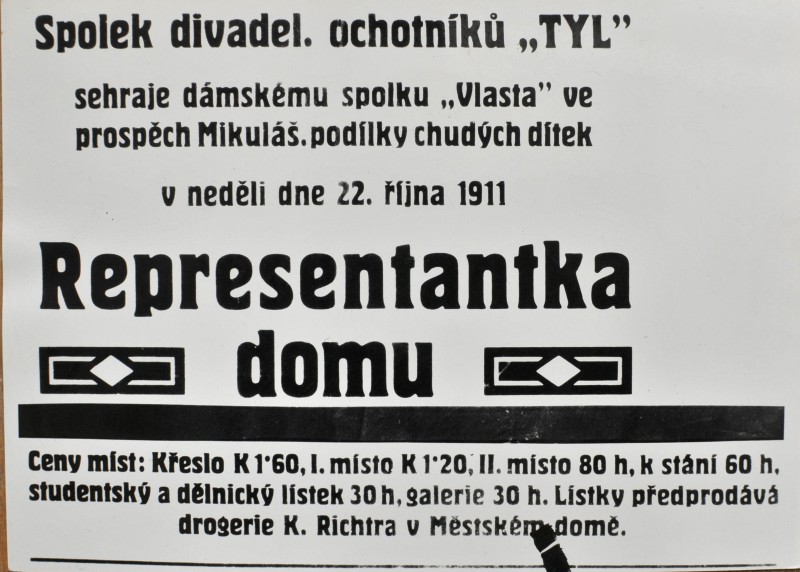 Spolek divadel. ochotníků „TYL”
sehraje dámskému spolku „Vlasta” ve
prospěch Mikuláš. podílky chudých dítek
v neděli dne 22. října 1911
Representantka
domu
Ceny míst: Křeslo K 1·60, I. místo K 1·20, II. místo 80 h, k stání 60 h,
studentský a dělnický lístek 30 h, galerie 30 h. Lístky předprodává
drogerie K. Richtra v Městském domě.